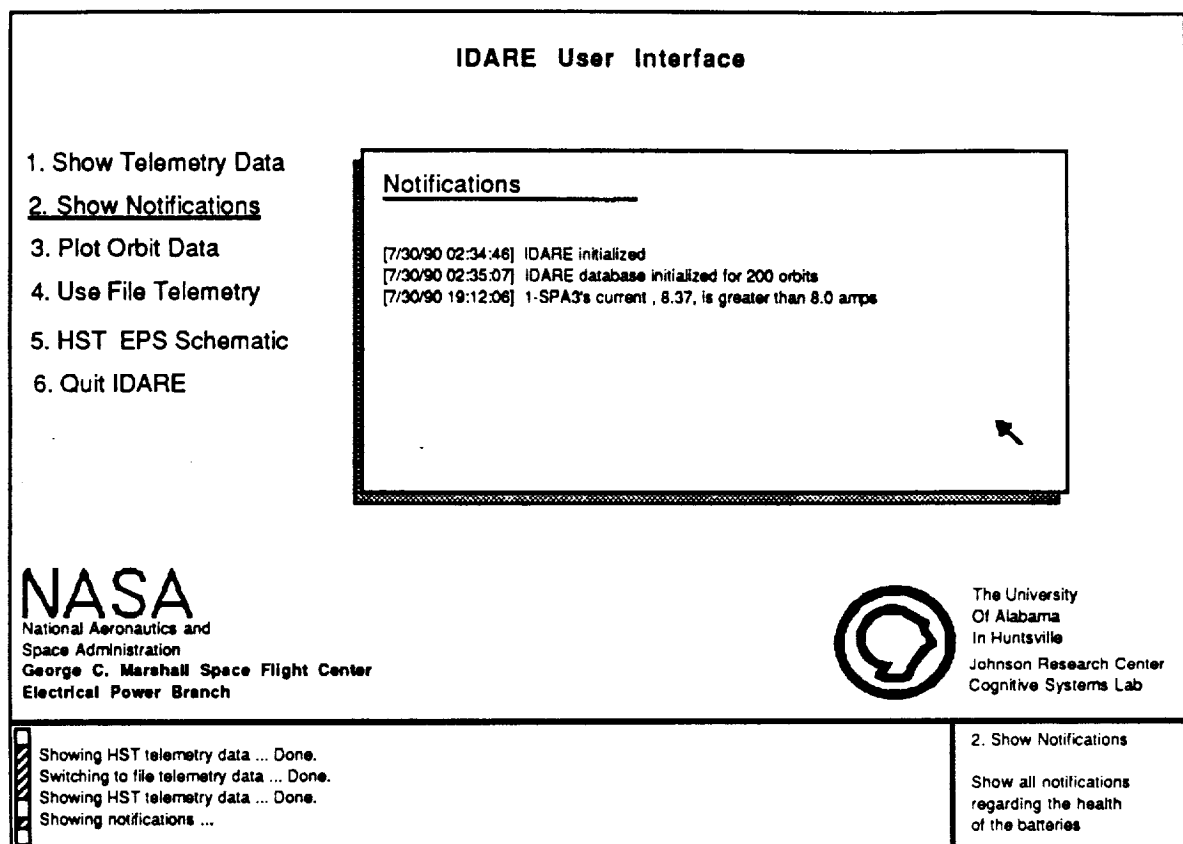 IDARE User Interface
1. Show Telemetry Data
2. Show Notifications
3. Plot Orbit Data
4. Use File Telemetry
5. HST EPS Schematic
6. Quit IDARE
Notifications
[7/30/90 02:34:46] IDARE initialized
[7/30/90 02:35:07] IDARE database initialized for 200 orbits
[7/30/90 19:12:06] 1-SPA3's current , 8.37, is greater than 8.0 amps
NASA
National Aeronautics and
Space Administration
George C. Marshall Space Flight Center
Electrical Power Branch
The University
Of Alabama
In Huntsville
Johnson Research Center
Cognitive Systems Lab
Showing HST telemetry data ... Done.
Switching to file telemetry data ... Done.
Showing HST telemetry data ... Done.
Showing notifications ...
2. Show Notifications
Show all notifications
regarding the health
of the batteries